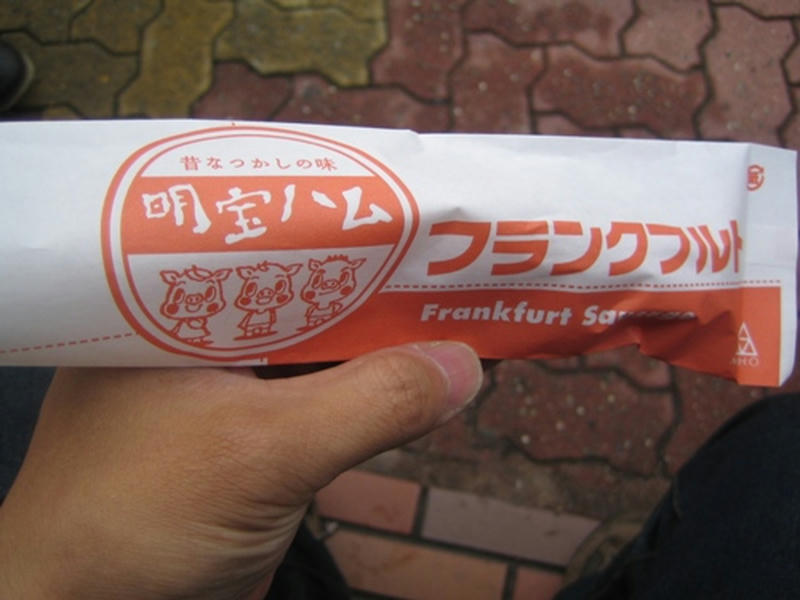 昔なつかしの味
明宝ハム
フランクフルト
Frankfurt